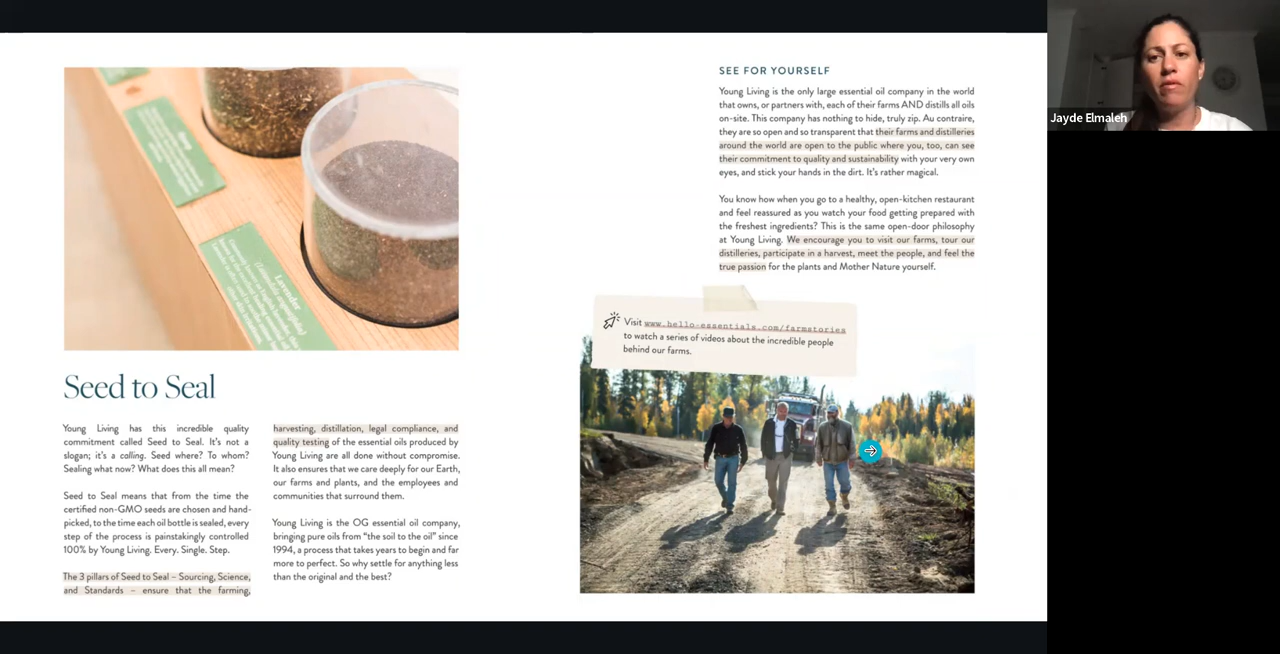 Lavender
Seed to Seal
Young Living has this incredible quality
commitment called Seed to Seal. It's not a
slogan; it's a calling. Seed where? To whom?
Sealing what now? What does this all mean?
Seed to Seal means that from the time the
certified non-GMO seeds are chosen and hand-
picked, to the time each oil bottle is sealed, every
step of the process is painstakingly controlled
100% by Young Living. Every. Single. Step.
The 3 pillars of Seed to Seal – Sourcing, Science,
and Standards – ensure that the farming,
harvesting, distillation, legal compliance, and
quality testing of the essential oils produced by
Young Living are all done without compromise.
It also ensures that we care deeply for our Earth,
our farms and plants, and the employees and
communities that surround them.
Young Living is the OG essential oil company,
bringing pure oils from “the soil to the oil” since
1994, a process that takes years to begin and far
more to perfect. So why settle for anything less
than the original and the best?
SEE FOR YOURSELF
Young Living is the only large essential oil company in the world
that owns, or partners with, each of their farms AND distills all oils
on-site. This company has nothing to hide, truly zip. Au contraire,
they are so open and so transparent that their farms and distilleries
around the world are open to the public where you, too, can see
their commitment to quality and sustainability with your very own
eyes, and stick your hands in the dirt. It's rather magical.
You know how when you go to a healthy, open-kitchen restaurant
and feel reassured as you watch your food getting prepared with
the freshest ingredients? This is the same open-door philosophy
at Young Living. We encourage you to visit our farms, tour our
distilleries, participate in a harvest, meet the people, and feel the
true passion for the plants and Mother Nature yourself.
Visit www.hello-essentials.com/farmstories
to watch a series of videos about the incredible people
behind our farms.
Jayde Elmaleh